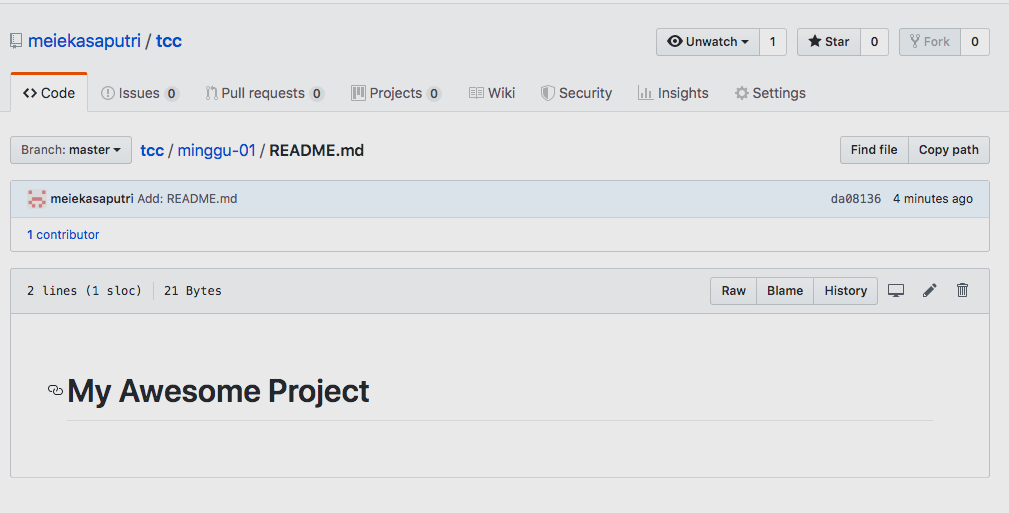 meiekasaputri / tcc
Unwatch 1 Star 0 Fork 0
Code Issues 0 Pull requests 0 Projects 0 Wiki Security Insights Settings
Branch: master tcc / minggu-01 / README.md Find file Copy path
meiekasaputri Add: README.md da08136 4 minutes ago
1 contributor
2 lines (1 sloc) 21 Bytes Raw Blame History
My Awesome Project